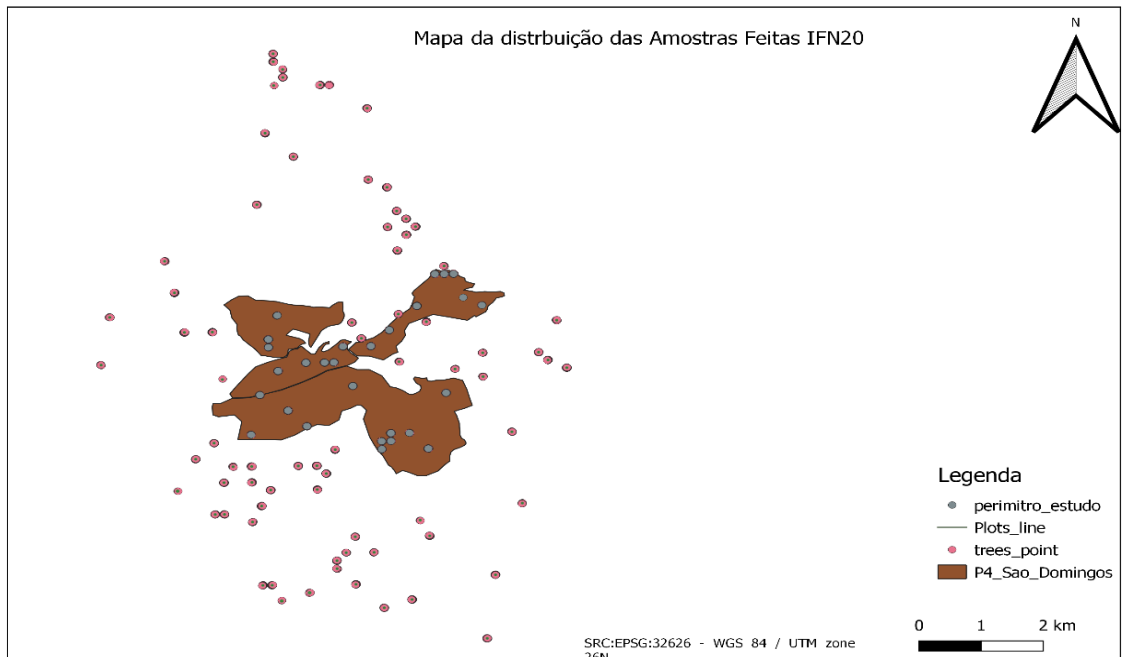 Mapa da distrbuição das Amostras Feitas IFN20
N
Legenda
perimitro_estudo
Plots_line
trees_point
P4_Sao_Domingos
SRC:EPSG:32626 - WGS 84 / UTM zone
26N
0 1 2 km